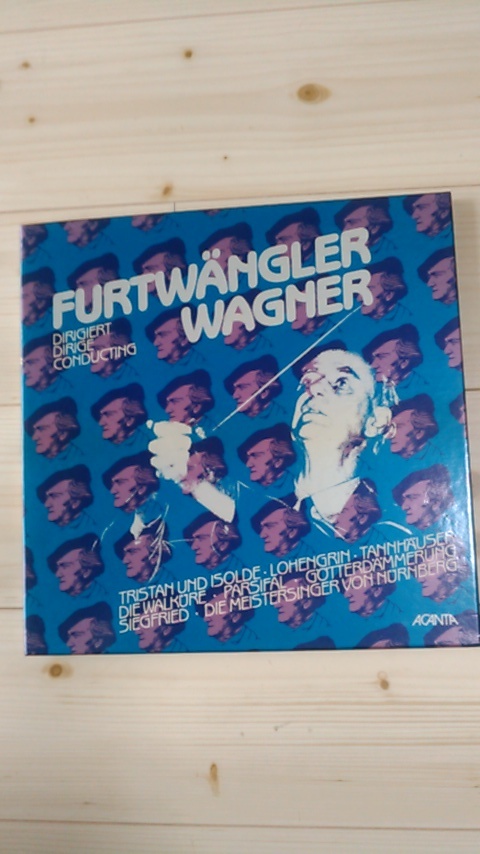 FURTWÄNGLER
WAGNER
DIRIGIERT
DIRIGE
CONDUCTING
TRISTAN UND ISOLDE · LOHENGRIN · TANNHÄUSER
DIE WALKÜRE · PARSIFAL · GÖTTERDÄMMERUNG
SIEGFRIED · DIE MEISTERSINGER VON NÜRNBERG
ACANTA